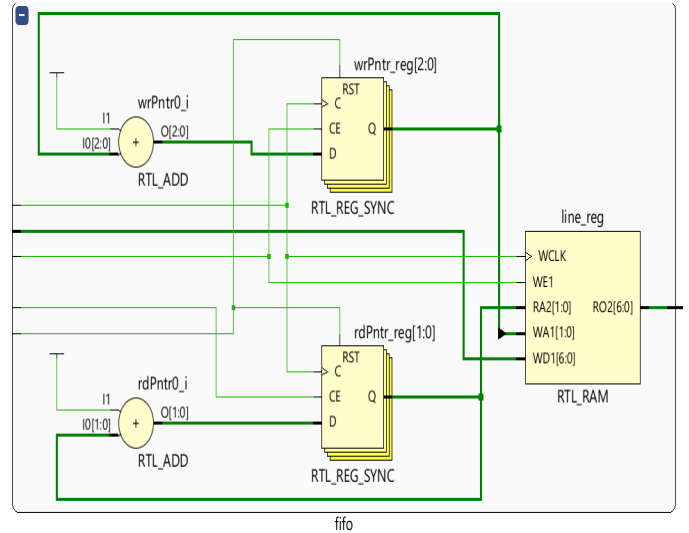 wrPntr_reg[2:0]
wrPntr0_i
RST
C
I1
O[2:0]
CE
Q
I0[2:0]
+
D
RTL_ADD
RTL_REG_SYNC
line_reg
WCLK
WE1
RA2[1:0]
RO2[6:0]
WA1[1:0]
WD1[6:0]
RTL_RAM
rdPntr_reg[1:0]
rdPntr0_i
RST
C
I1
O[1:0]
CE
Q
I0[1:0]
+
D
RTL_ADD
RTL_REG_SYNC
fifo